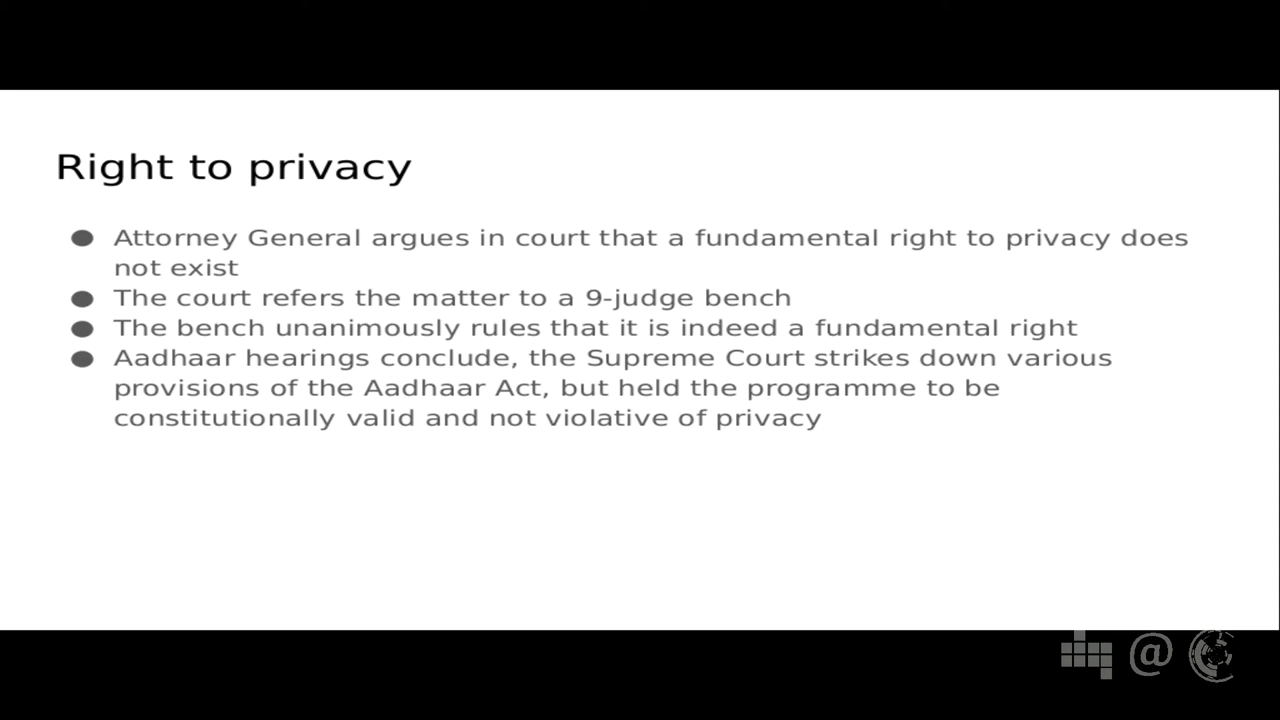 Right to privacy
● Attorney General argues in court that a fundamental right to privacy does
not exist
● The court refers the matter to a 9-judge bench
● The bench unanimously rules that it is indeed a fundamental right
● Aadhaar hearings conclude, the Supreme Court strikes down various
provisions of the Aadhaar Act, but held the programme to be
constitutionally valid and not violative of privacy
@